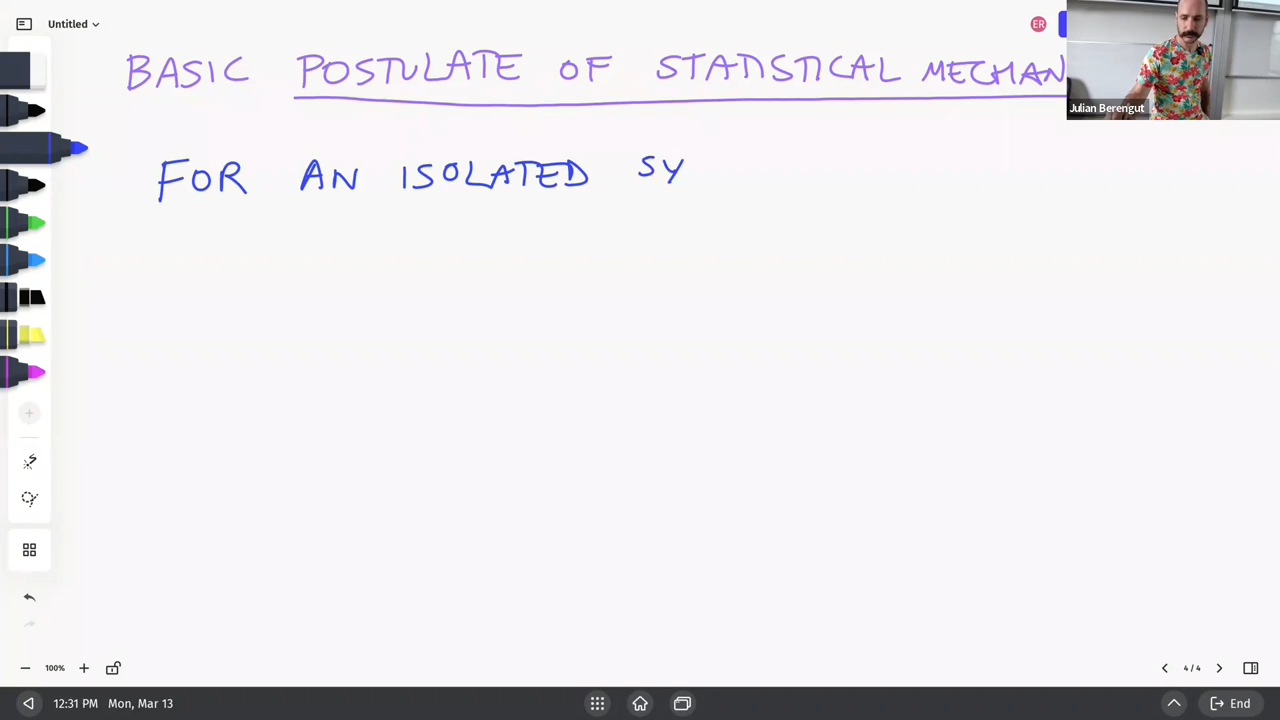 Untitled
ER
BASIC POSTULATE OF STATISTICAL MECHAN
Julian Berengut
FOR AN ISOLATED SY
100%
4/4
12:31 PM Mon, Mar 13
End